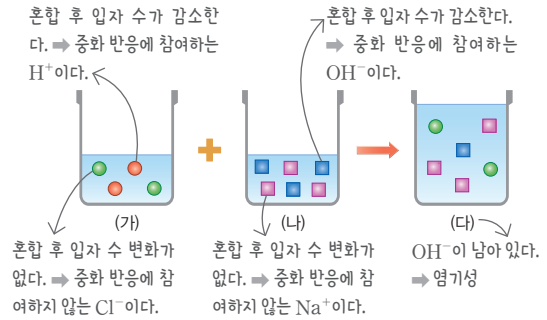 혼합 후 입자 수가 감소한
다. ➡ 중화 반응에 참여하는
H⁺이다.
혼합 후 입자 수가 감소한다.
➡ 중화 반응에 참여하는
OH⁻이다.
+
(가)
(나)
(다)
혼합 후 입자 수 변화가
없다. ➡ 중화 반응에 참
여하지 않는 Cl⁻이다.
혼합 후 입자 수 변화가
없다. ➡ 중화 반응에 참
여하지 않는 Na⁺이다.
OH⁻이 남아 있다.
➡ 염기성